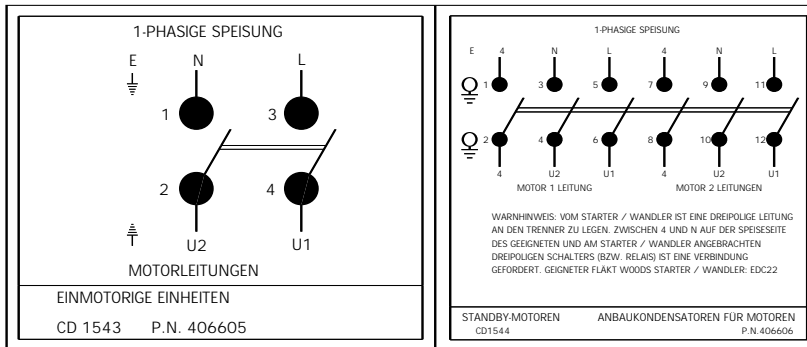 1-PHASIGE SPEISUNG
E N L
1 3
2 4
U2 U1
MOTORLEITUNGEN
EINMOTORIGE EINHEITEN
CD 1543 P.N. 406605
1-PHASIGE SPEISUNG
E 4 N L 4 N L
1 3 5 7 9 11
2 4 6 8 10 12
4 U2 U1 4 U2 U1
MOTOR 1 LEITUNG MOTOR 2 LEITUNGEN
WARNHINWEIS: VOM STARTER / WANDLER IST EINE DREIPOLIGE LEITUNG
AN DEN TRENNER ZU LEGEN. ZWISCHEN 4 UND N AUF DER SPEISESEITE
DES GEEIGNETEN UND AM STARTER / WANDLER ANGEBRACHTEN
DREIPOLIGEN SCHALTERS (BZW. RELAIS) IST EINE VERBINDUNG
GEFORDERT. GEIGNETER FLÄKT WOODS STARTER / WANDLER: EDC22
STANDBY-MOTOREN ANBAUKONDENSATOREN FÜR MOTOREN
CD1544 P.N. 406606